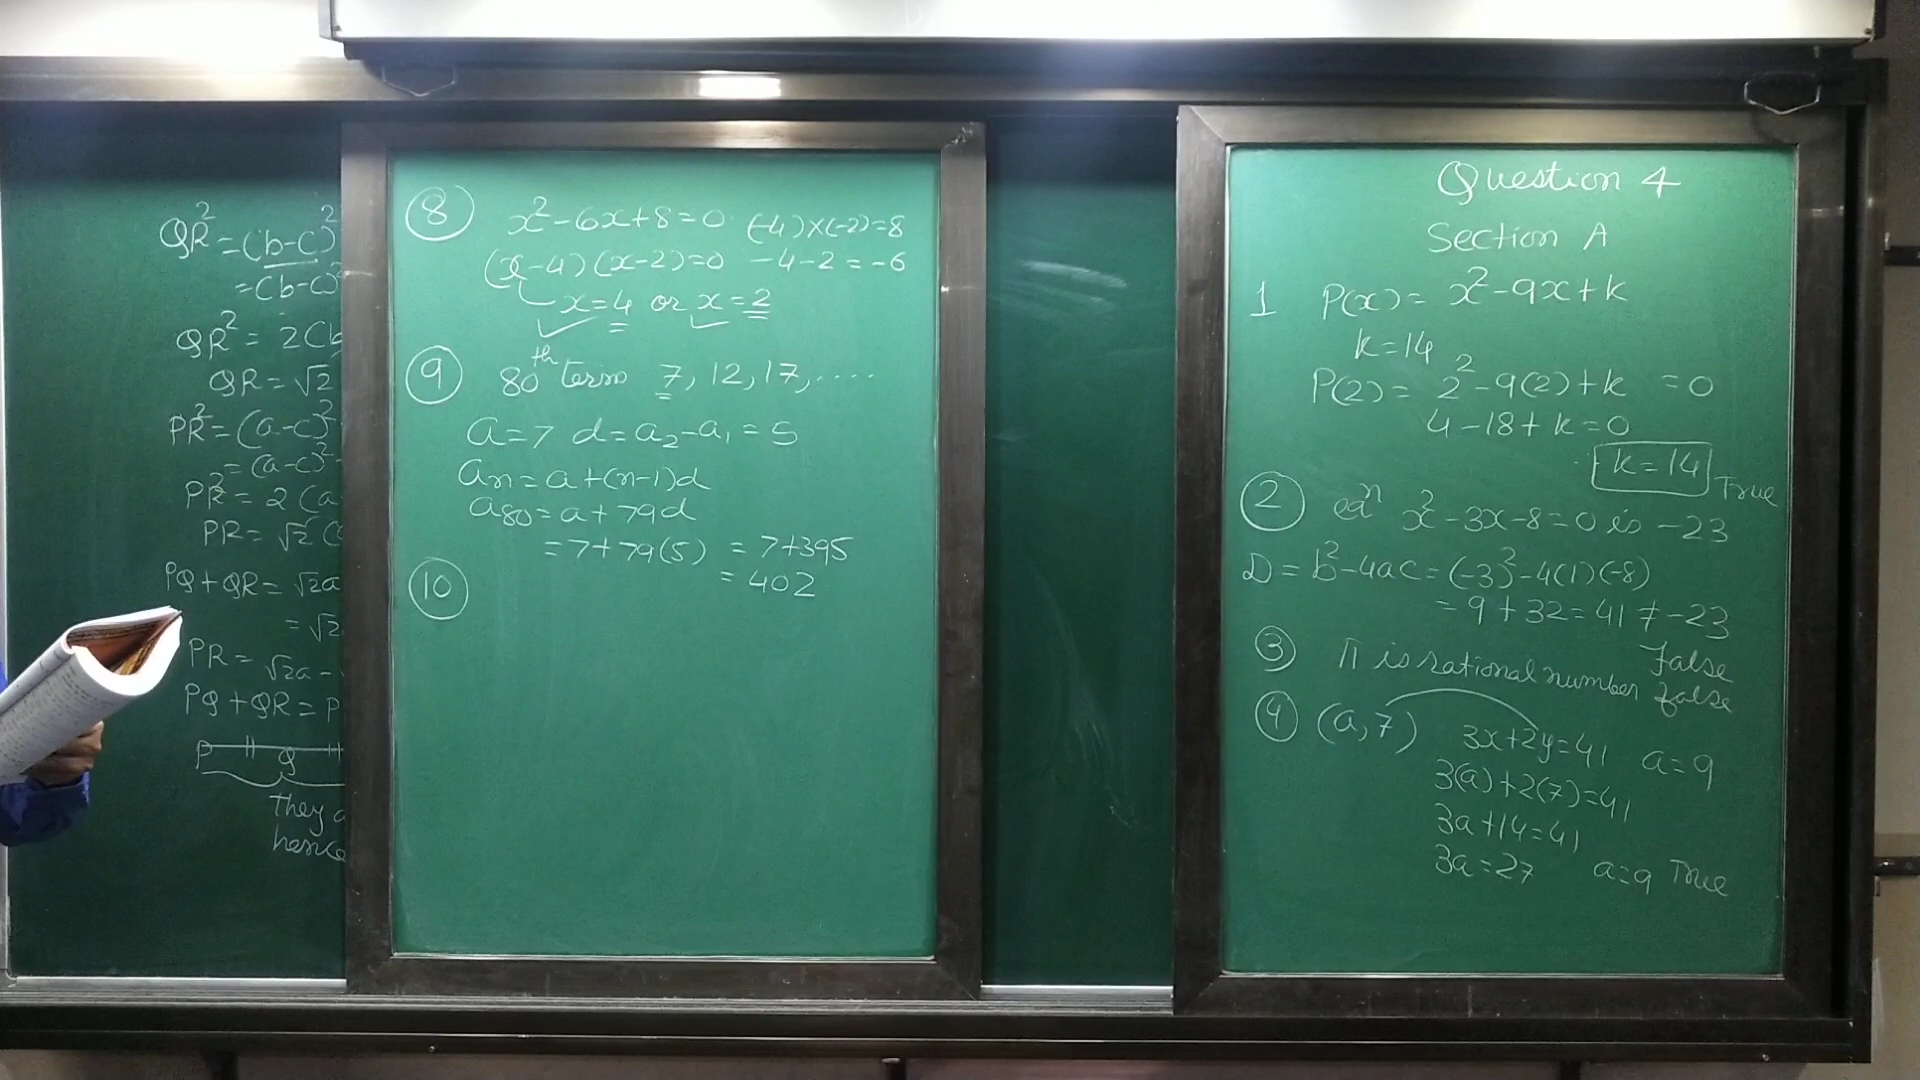 QR² = (b-c)²
= (b-c)²
QR² = 2(b
QR = √2
PR² = (a-c)²
= (a-c)²
PR² = 2(a
PR = √2(
PQ + QR = √2a
= √2
PR = √2a -
PQ + QR = P
P Q
They a
hence
⑧ x² - 6x + 8 = 0 (-4)×(-2)=8
(x-4)(x-2)=0 -4-2=-6
x=4 or x=2
⑨ 80th term 7, 12, 17, ....
a=7 d=a₂-a₁=5
an = a+(n-1)d
a80 = a+79d
= 7+79(5) = 7+395
= 402
⑩
Question 4
Section A
1 P(x) = x² - 9x + k
k=14
P(2) = 2² - 9(2) + k = 0
4 - 18 + k = 0
k = 14 True
② eqn x² - 3x - 8 = 0 is -23
D = b² - 4ac = (-3)² - 4(1)(-8)
= 9 + 32 = 41 ≠ -23
False
③ π is rational number false
④ (a,7) 3x+2y=41 a=9
3(a)+2(7)=41
3a+14=41
3a=27 a=9 True